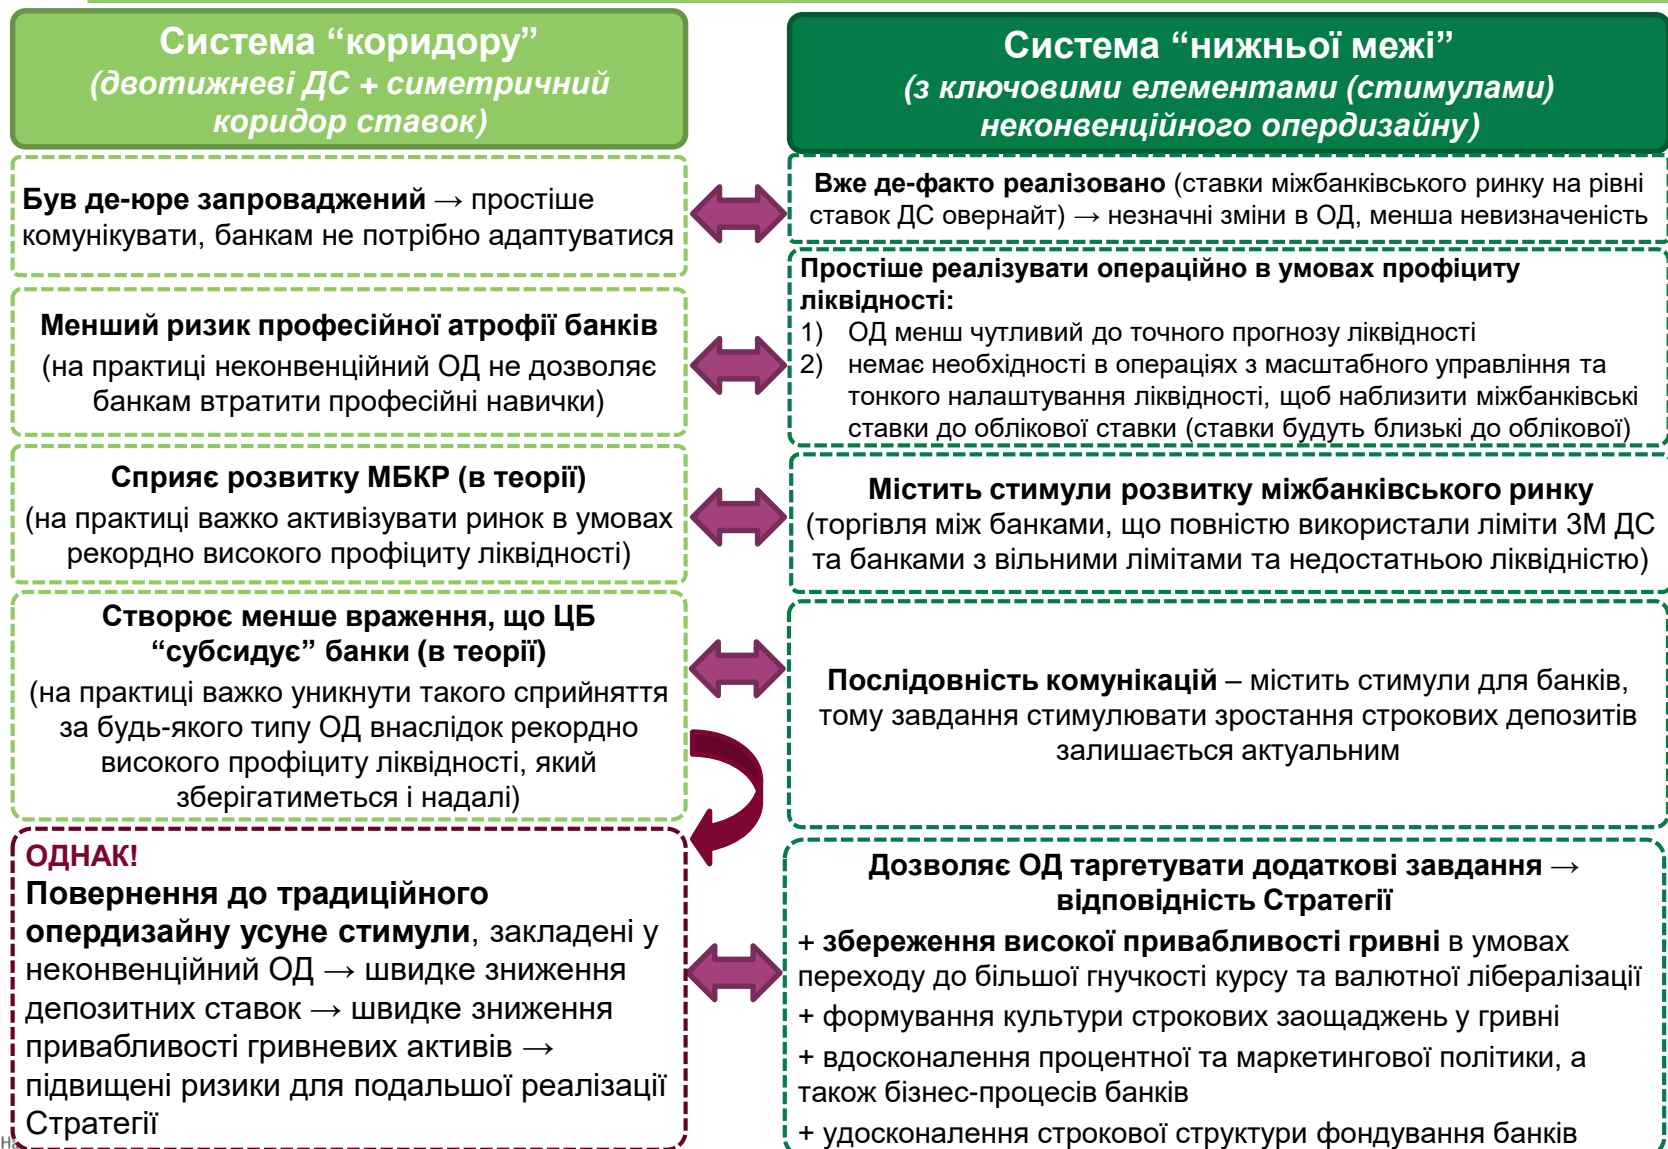 Система “коридору”
(двотижневі ДС + симетричний
коридор ставок)
Був де-юре запроваджений → простіше
комунікувати, банкам не потрібно адаптуватися
Менший ризик професійної атрофії банків
(на практиці неконвенційний ОД не дозволяє
банкам втратити професійні навички)
Сприяє розвитку МБКР (в теорії)
(на практиці важко активізувати ринок в умовах
рекордно високого профіциту ліквідності)
Створює менше враження, що ЦБ
“субсидує” банки (в теорії)
(на практиці важко уникнути такого сприйняття
за будь-якого типу ОД внаслідок рекордно
високого профіциту ліквідності, який
зберігатиметься і надалі)
ОДНАК!
Повернення до традиційного
опердизайну усуне стимули, закладені у
неконвенційний ОД → швидке зниження
депозитних ставок → швидке зниження
привабливості гривневих активів →
підвищені ризики для подальшої реалізації
Стратегії
Система “нижньої межі”
(з ключовими елементами (стимулами)
неконвенційного опердизайну)
Вже де-факто реалізовано (ставки міжбанківського ринку на рівні
ставок ДС овернайт) → незначні зміни в ОД, менша невизначеність
Простіше реалізувати операційно в умовах профіциту
ліквідності:
1) ОД менш чутливий до точного прогнозу ліквідності
2) немає необхідності в операціях з масштабного управління та
тонкого налаштування ліквідності, щоб наблизити міжбанківські
ставки до облікової ставки (ставки будуть близькі до облікової)
Містить стимули розвитку міжбанківського ринку
(торгівля між банками, що повністю використали ліміти 3М ДС
та банками з вільними лімітами та недостатньою ліквідністю)
Послідовність комунікацій – містить стимули для банків,
тому завдання стимулювати зростання строкових депозитів
залишається актуальним
Дозволяє ОД таргетувати додаткові завдання →
відповідність Стратегії
+ збереження високої привабливості гривні в умовах
переходу до більшої гнучкості курсу та валютної лібералізації
+ формування культури строкових заощаджень у гривні
+ вдосконалення процентної та маркетингової політики, а
також бізнес-процесів банків
+ удосконалення строкової структури фондування банків